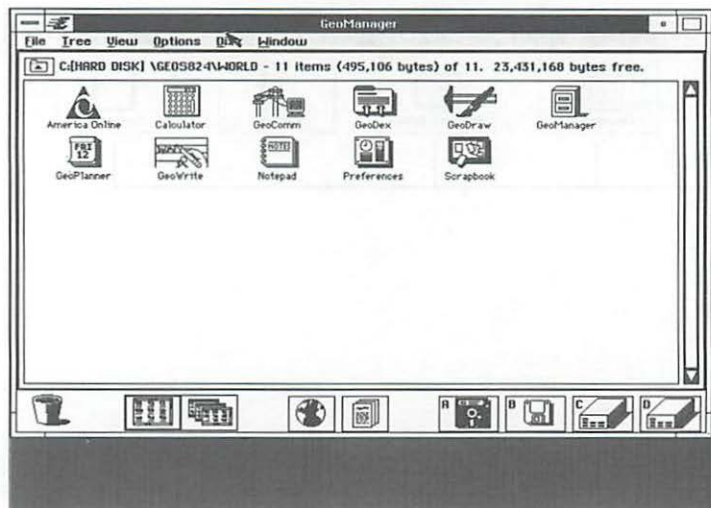 GeoManager
File Tree View Options Disk Window
C:[HARD DISK] \GEOS824\WORLD - 11 items (495,106 bytes) of 11. 23,431,168 bytes free.
America Online Calculator GeoComm GeoDex GeoDraw GeoManager
FRI
12
NOTES
GeoPlanner GeoWrite Notepad Preferences Scrapbook
A B C D